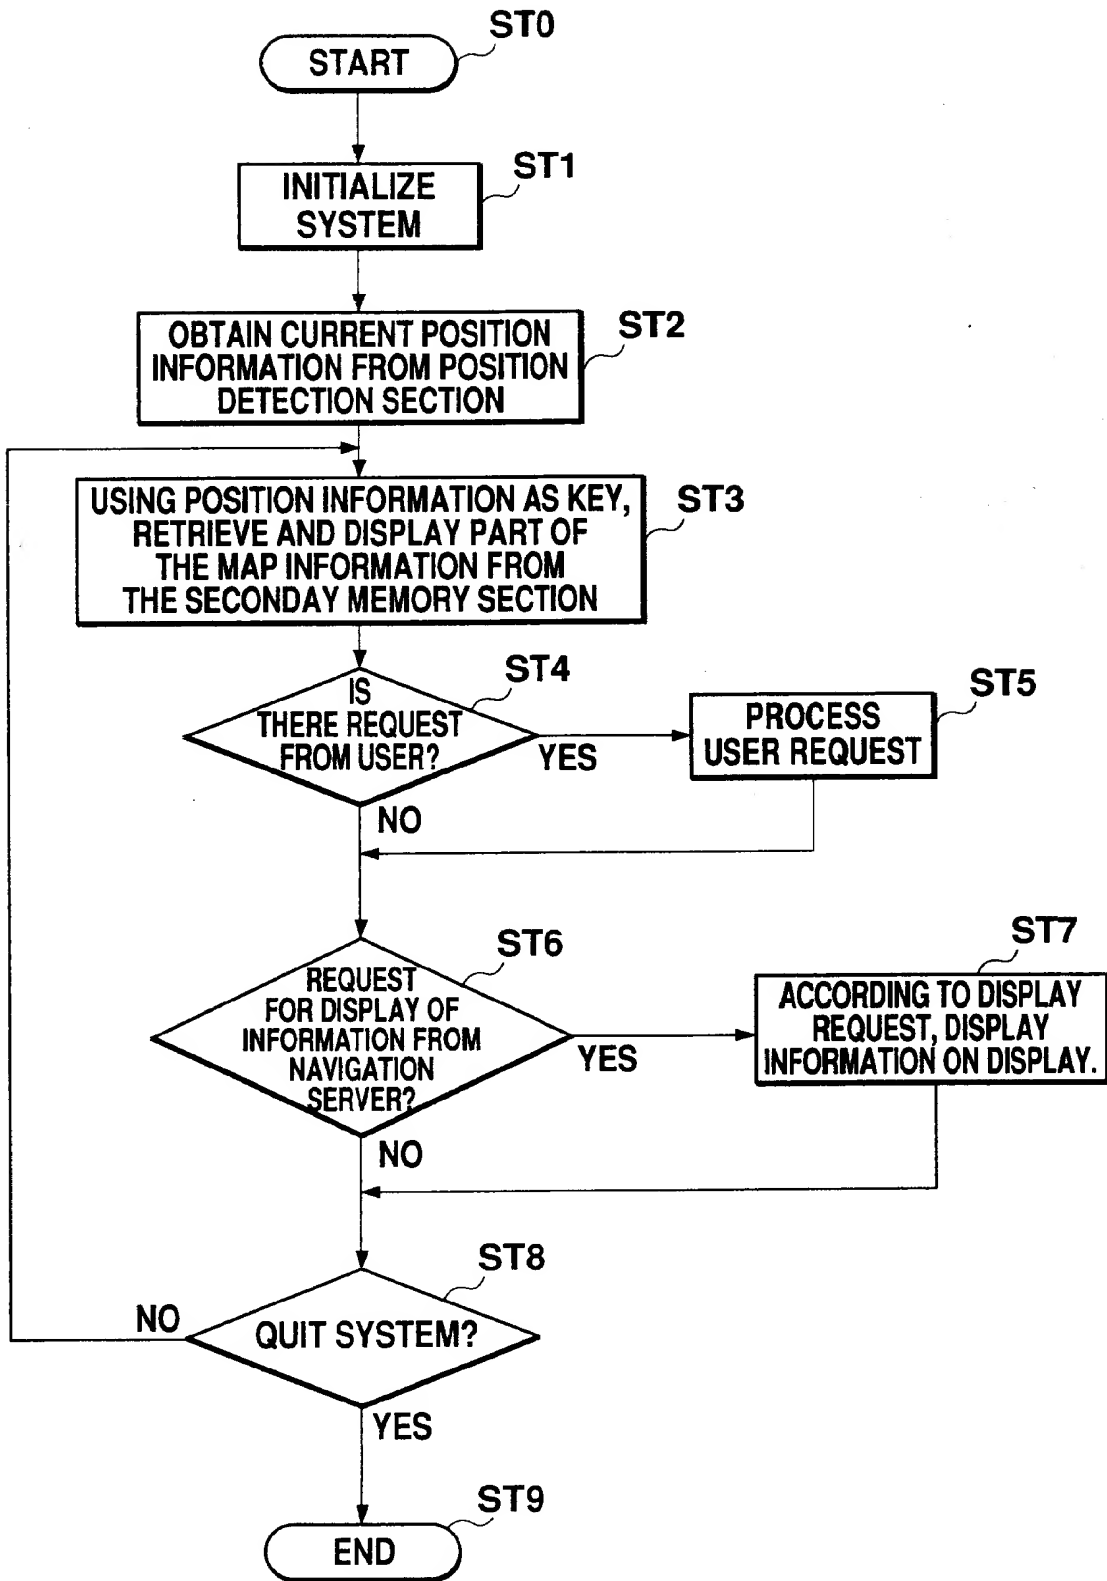 ST0
START
ST1
INITIALIZE
SYSTEM
ST2
OBTAIN CURRENT POSITION
INFORMATION FROM POSITION
DETECTION SECTION
ST3
USING POSITION INFORMATION AS KEY,
RETRIEVE AND DISPLAY PART OF
THE MAP INFORMATION FROM
THE SECONDAY MEMORY SECTION
ST4
IS
THERE REQUEST
FROM USER?
YES
NO
ST5
PROCESS
USER REQUEST
ST6
REQUEST
FOR DISPLAY OF
INFORMATION FROM
NAVIGATION
SERVER?
YES
NO
ST7
ACCORDING TO DISPLAY
REQUEST, DISPLAY
INFORMATION ON DISPLAY.
ST8
QUIT SYSTEM?
NO
YES
ST9
END